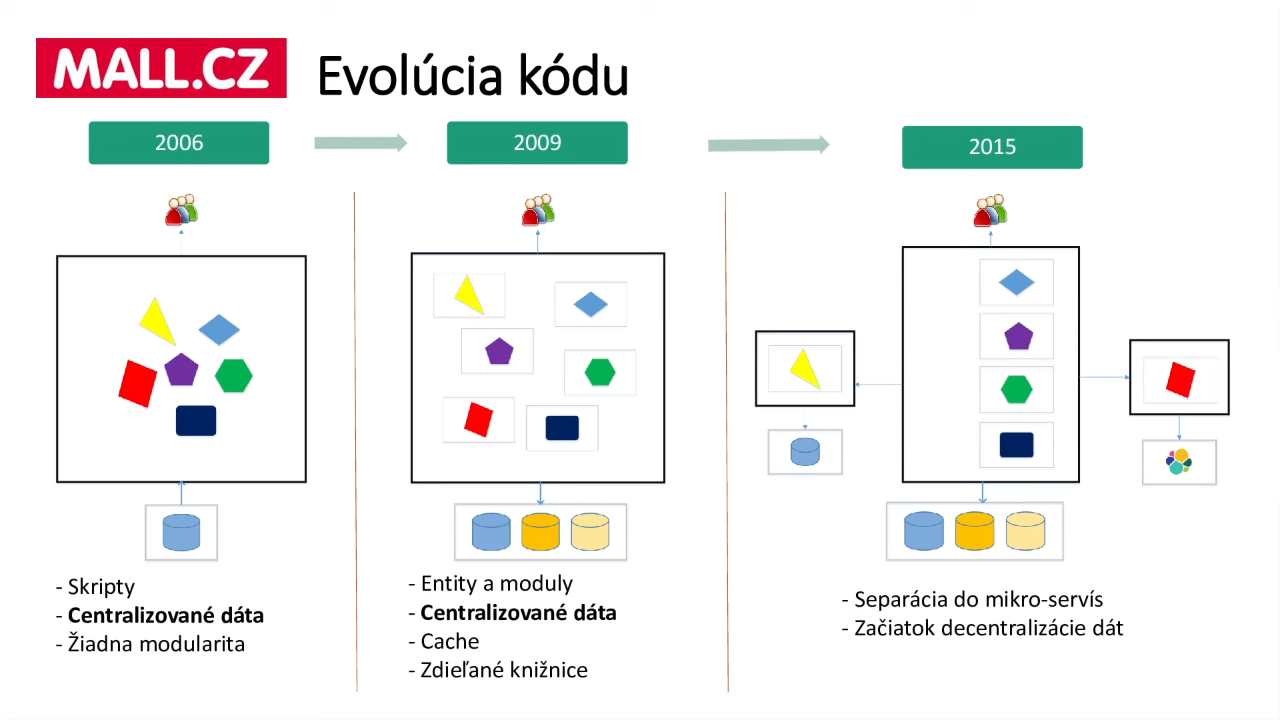 MALL.CZ
Evolúcia kódu
2006
2009
2015
- Skripty
- Centralizované dáta
- Žiadna modularita
- Entity a moduly
- Centralizované dáta
- Cache
- Zdieľané knižnice
- Separácia do mikro-servís
- Začiatok decentralizácie dát